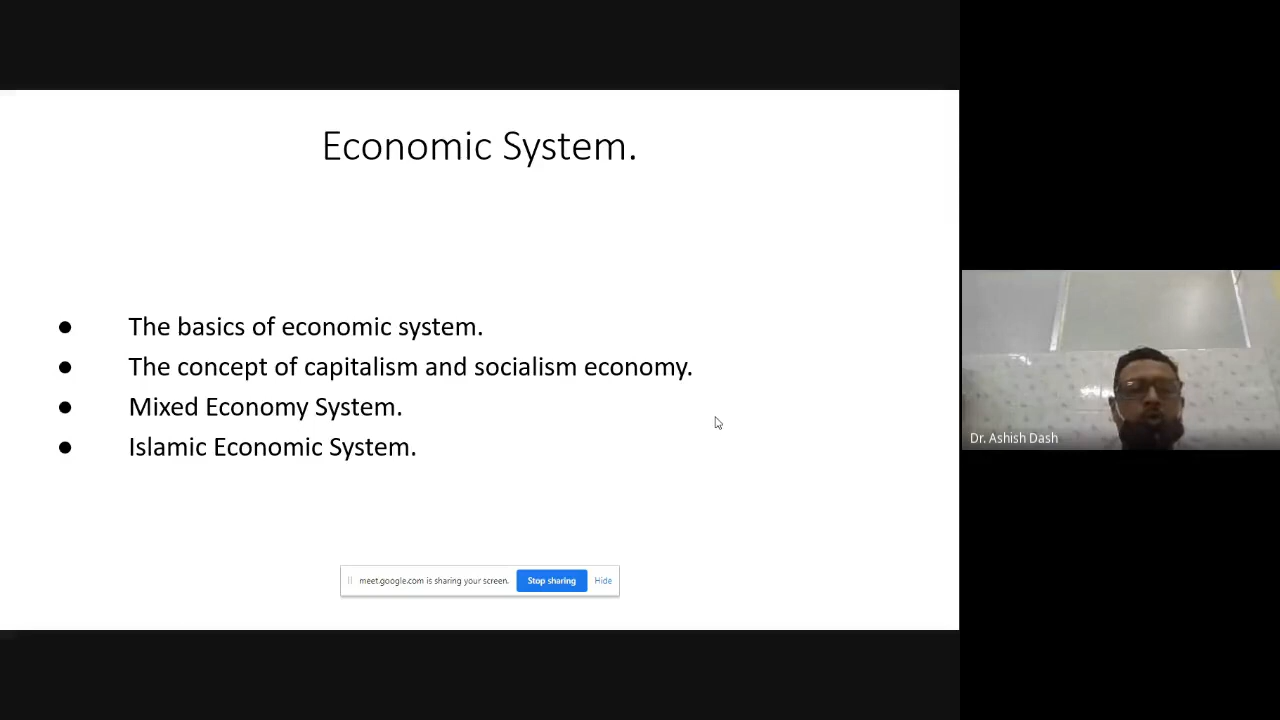 Economic System.
● The basics of economic system.
● The concept of capitalism and socialism economy.
● Mixed Economy System.
● Islamic Economic System.
meet.google.com is sharing your screen. Stop sharing Hide
Dr. Ashish Dash